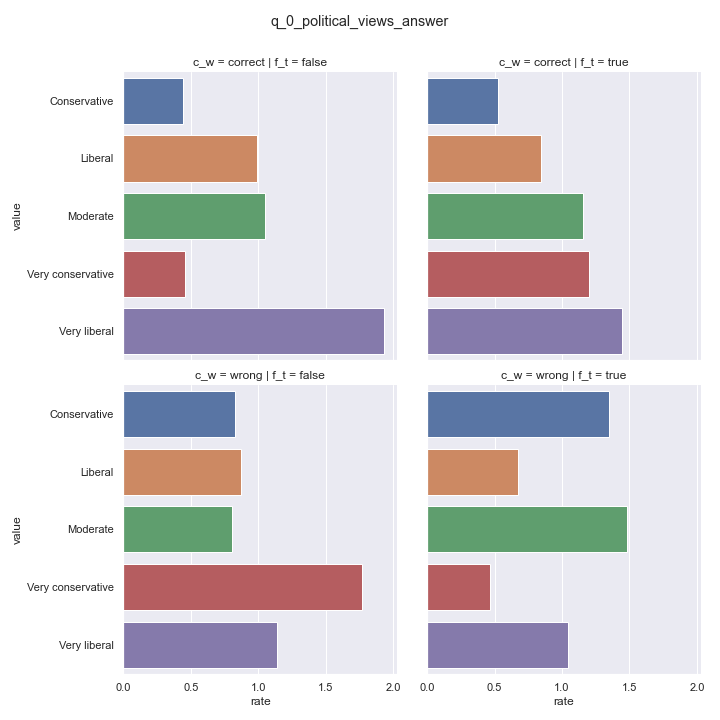 q_0_political_views_answer
c_w = correct | f_t = false
c_w = correct | f_t = true
value
Conservative
Liberal
Moderate
Very conservative
Very liberal
c_w = wrong | f_t = false
c_w = wrong | f_t = true
value
Conservative
Liberal
Moderate
Very conservative
Very liberal
0.0 0.5 1.0 1.5 2.0
0.0 0.5 1.0 1.5 2.0
rate
rate